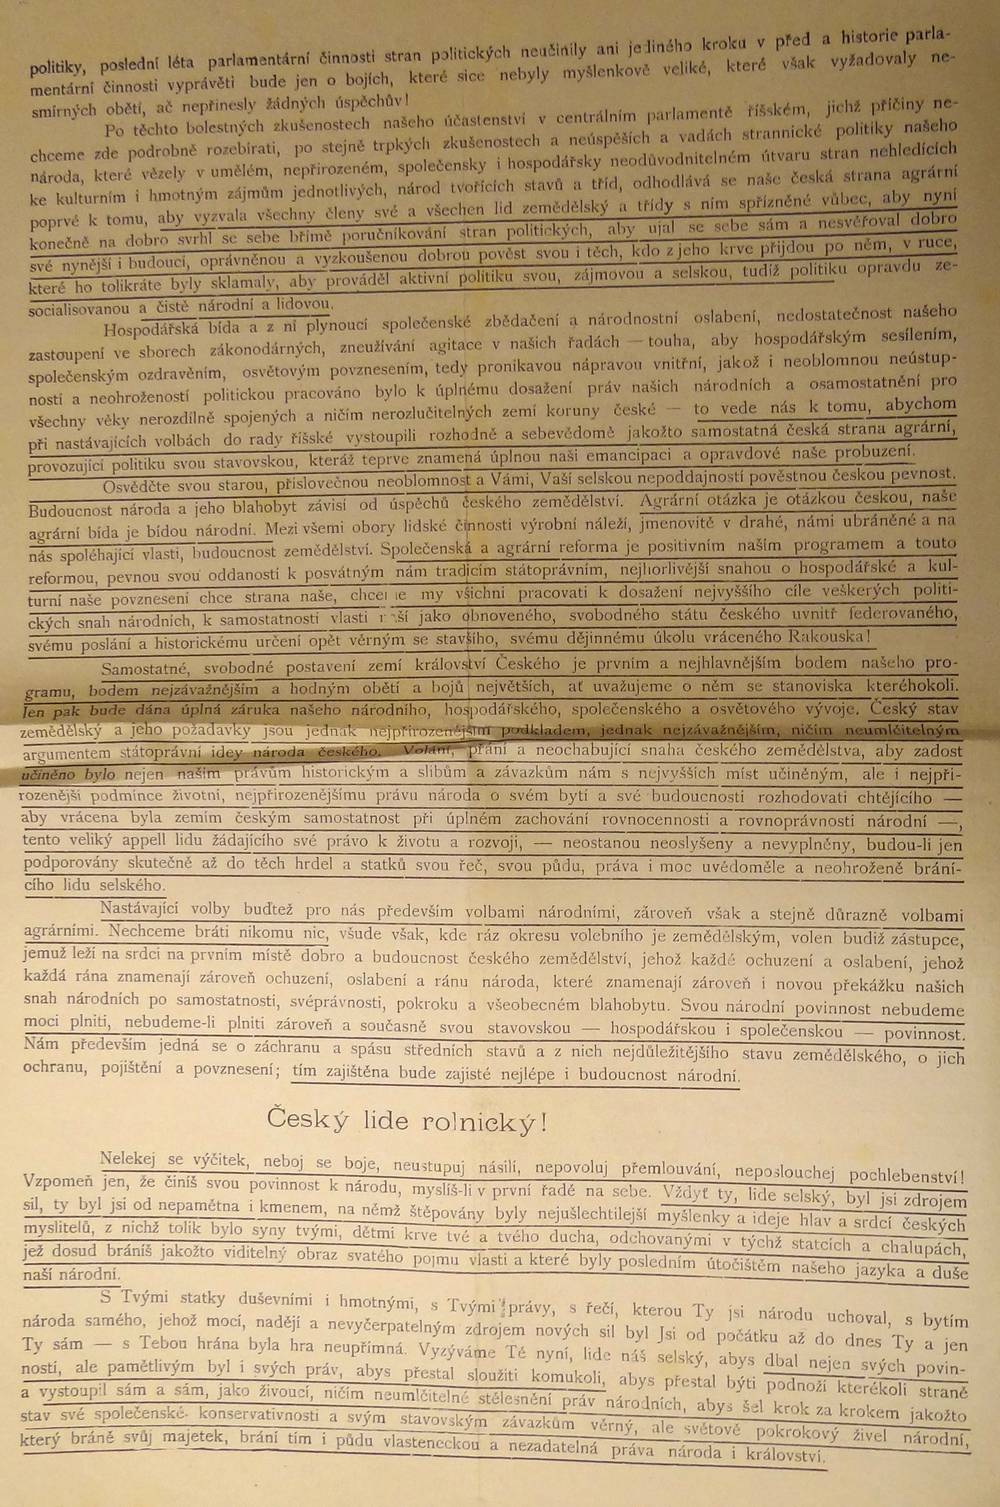 politiky, poslední léta parlamentární činnosti stran politických neučinily ani jediného kroku v před a historie parla-
mentární činnosti vyprávěti bude jen o bojích, které sice nebyly myšlenkově veliké, které však vyžadovaly ne-
smírných obětí, ač nepřinesly žádných úspěchův!
Po těchto bolestných zkušenostech našeho účastenství v centrálním parlamentě říšském, jichž příčiny ne-
chceme zde podrobně rozebírati, po stejně trpkých zkušenostech a neúspěších a vadách strannické politiky našeho
národa, které vězely v umělém, nepřirozeném, společensky i hospodářsky neodůvodnitelném útvaru stran nehledících
ke kulturním i hmotným zájmům jednotlivých, národ tvořících stavů a tříd, odhodlává se naše česká strana agrární
poprvé k tomu, aby vyzvala všechny členy své a všechen lid zemědělský a třídy s ním spřízněné vůbec, aby nyní
konečně na dobro svrhl se sebe břímě poručníkování stran politických, aby ujal se sebe sám a nesvěřoval dobro
své nynější i budoucí, oprávněnou a vyzkoušenou dobrou pověst svou i těch, kdo z jeho krve přijdou po něm, v ruce,
které ho tolikráte byly sklamaly, aby prováděl aktivní politiku svou, zájmovou a selskou, tudíž politiku opravdu ze-
socialisovanou a čistě národní a lidovou.
Hospodářská bída a z ní plynoucí společenské zbědačení a národnostní oslabení, nedostatečnost našeho
zastoupení ve sborech zákonodárných, zneužívání agitace v našich řadách — touha, aby hospodářským sesílením,
společenským ozdravěním, osvětovým povznesením, tedy pronikavou nápravou vnitřní, jakož i neoblomnou neústup-
ností a neohrožeností politickou pracováno bylo k úplnému dosažení práv našich národních a osamostatnění pro
všechny věky nerozdílně spojených a ničím nerozlučitelných zemí koruny české — to vede nás k tomu, abychom
při nastávajících volbách do rady říšské vystoupili rozhodně a sebevědomě jakožto samostatná česká strana agrární,
provozující politiku svou stavovskou, kteráž teprve znamená úplnou naši emancipaci a opravdové naše probuzení.
Osvědčte svou starou, příslovečnou neoblomnost a Vámi, Vaší selskou nepoddajností pověstnou českou pevnost.
Budoucnost národa a jeho blahobyt závisí od úspěchů českého zemědělství. Agrární otázka je otázkou českou, naše
agrární bída je bídou národní. Mezi všemi obory lidské činnosti výrobní náleží, jmenovitě v drahé, námi ubráněné a na
nás spoléhající vlasti, budoucnost zemědělství. Společenská a agrární reforma je positivním naším programem a touto
reformou, pevnou svou oddaností k posvátným nám tradicím státoprávním, nejhorlivější snahou o hospodářské a kul-
turní naše povznesení chce strana naše, chceme my všichni pracovati k dosažení nejvyššího cíle veškerých politi-
ckých snah národních, k samostatnosti vlasti naší jako obnoveného, svobodného státu českého uvnitř federovaného,
svému poslání a historickému určení opět věrným se stavšího, svému dějinnému úkolu vráceného Rakouska!
Samostatné, svobodné postavení zemí království Českého je prvním a nejhlavnějším bodem našeho pro-
gramu, bodem nejzávažnějším a hodným obětí a bojů největších, ať uvažujeme o něm se stanoviska kteréhokoli.
Jen pak bude dána úplná záruka našeho národního, hospodářského, společenského a osvětového vývoje. Český stav
zemědělský a jeho požadavky jsou jednak nejpřirozenějším podkladem, jednak nejzávažnějším, ničím neumlčitelným
argumentem státoprávní idey národa českého. Volání, přání a neochabující snaha českého zemědělstva, aby zadost
učiněno bylo nejen našim právům historickým a slibům a závazkům nám s nejvyšších míst učiněným, ale i nejpři-
rozenější podmínce životní, nejpřirozenějšímu právu národa o svém bytí a své budoucnosti rozhodovati chtějícího —
aby vrácena byla zemím českým samostatnost při úplném zachování rovnocennosti a rovnoprávnosti národní —,
tento veliký appell lidu žádajícího své právo k životu a rozvoji, — neostanou neoslyšeny a nevyplněny, budou-li jen
podporovány skutečně až do těch hrdel a statků svou řeč, svou půdu, práva i moc uvědoměle a neohroženě brání-
cího lidu selského.
Nastávající volby buďtež pro nás především volbami národními, zároveň však a stejně důrazně volbami
agrárními. Nechceme bráti nikomu nic, všude však, kde ráz okresu volebního je zemědělským, volen budiž zástupce,
jemuž leží na srdci na prvním místě dobro a budoucnost českého zemědělství, jehož každé ochuzení a oslabení, jehož
každá rána znamenají zároveň ochuzení, oslabení a ránu národa, které znamenají zároveň i novou překážku našich
snah národních po samostatnosti, svéprávnosti, pokroku a všeobecném blahobytu. Svou národní povinnost nebudeme
moci plniti, nebudeme-li plniti zároveň a současně svou stavovskou — hospodářskou i společenskou — povinnost.
Nám především jedná se o záchranu a spásu středních stavů a z nich nejdůležitějšího stavu zemědělského, o jich
ochranu, pojištění a povznesení; tím zajištěna bude zajisté nejlépe i budoucnost národní.
Český lide rolnický!
Nelekej se výčitek, neboj se boje, neustupuj násilí, nepovoluj přemlouvání, neposlouchej pochlebenství!
Vzpomeň jen, že činíš svou povinnost k národu, myslíš-li v první řadě na sebe. Vždyť ty, lide selský, byl jsi zdrojem
sil, ty byl jsi od nepamětna i kmenem, na němž štěpovány byly nejušlechtilejší myšlenky a ideje hlav a srdcí českých
myslitelů, z nichž tolik bylo syny tvými, dětmi krve tvé a tvého ducha, odchovanými v týchž statcích a chalupách,
jež dosud bráníš jakožto viditelný obraz svatého pojmu vlasti a které byly posledním útočištěm našeho jazyka a duše
naší národní.
S Tvými statky duševními i hmotnými, s Tvými právy, s řečí, kterou Ty jsi národu uchoval, s bytím
národa samého, jehož mocí, nadějí a nevyčerpatelným zdrojem nových sil byl Jsi od počátku až do dnes Ty a jen
Ty sám — s Tebou hrána byla hra neupřímná. Vyzýváme Tě nyní, lide náš selský, abys dbal nejen svých povin-
ností, ale pamětlivým byl i svých práv, abys přestal sloužiti komukoli, abys přestal býti podnoží kterékoli straně
a vystoupil sám a sám, jako živoucí, ničím neumlčitelné stělesnění práv národních, abys šel krok za krokem jakožto
stav své společenské konservativnosti a svým stavovským závazkům věrný, ale světově pokrokový živel národní,
který bráně svůj majetek, brání tím i půdu vlasteneckou a nezadatelná práva národa i království.